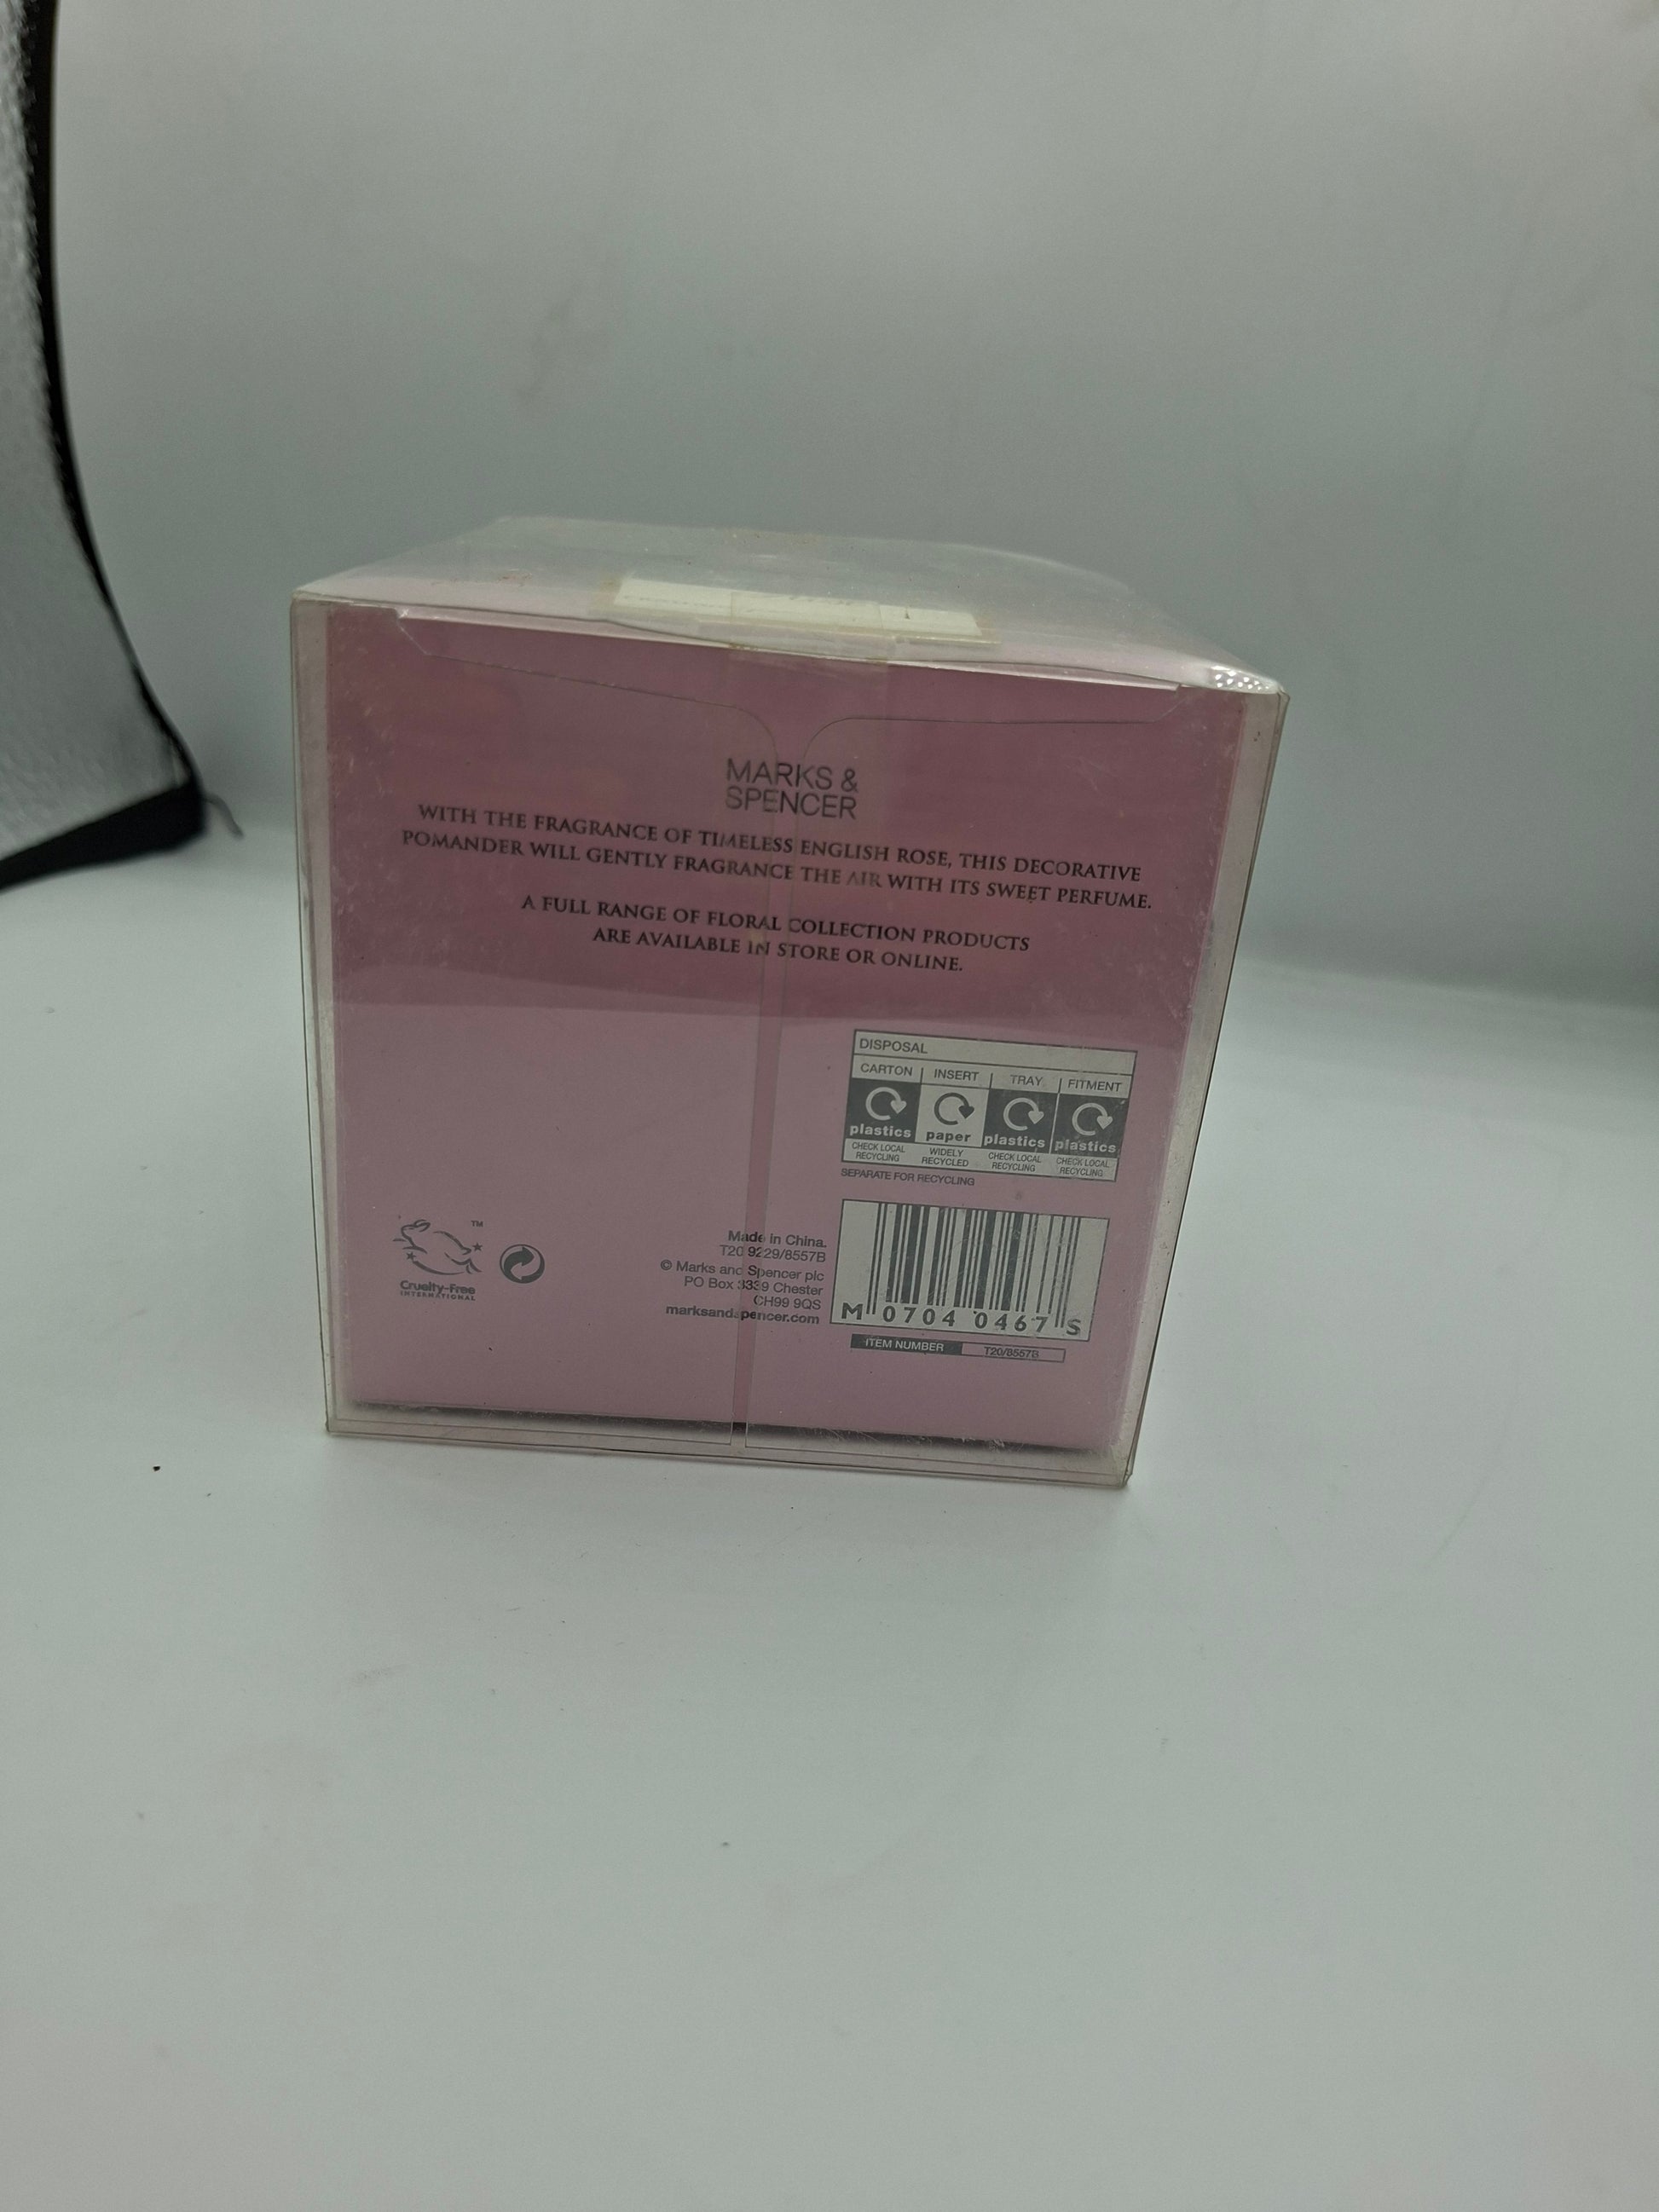 MARKS &
SPENCER
WITH THE FRAGRANCE OF TIMELESS ENGLISH ROSE, THIS DECORATIVE
POMANDER WILL GENTLY FRAGRANCE THE AIR WITH ITS SWEET PERFUME.
A FULL RANGE OF FLORAL COLLECTION PRODUCTS
ARE AVAILABLE IN STORE OR ONLINE.
DISPOSAL
CARTON INSERT TRAY FITMENT
plastics paper plastics plastics
CHECK LOCAL RECYCLING WIDELY RECYCLED CHECK LOCAL RECYCLING CHECK LOCAL RECYCLING
SEPARATE FOR RECYCLING
TM
Cruelty-Free
INTERNATIONAL
Made in China.
T20 9229/8557B
© Marks and Spencer plc
PO Box 3339 Chester
CH99 9QS
marksandspencer.com
M 0704 0467 S
ITEM NUMBER T20/8557B